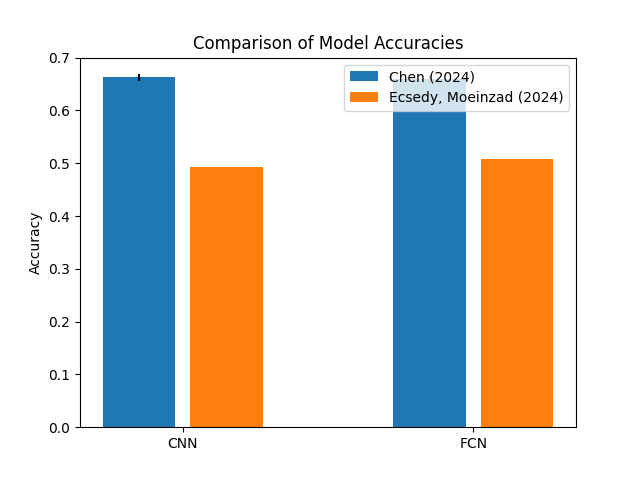 Comparison of Model Accuracies
Chen (2024)
Ecsedy, Moeinzad (2024)
Accuracy
0.7
0.6
0.5
0.4
0.3
0.2
0.1
0.0
CNN
FCN